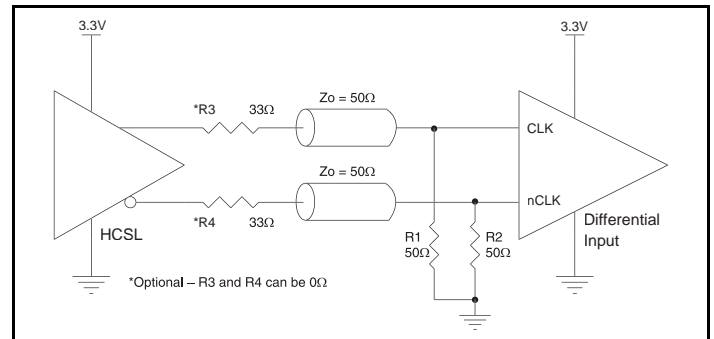 3.3V
3.3V
*R3 33Ω
Zo = 50Ω
CLK
Zo = 50Ω
nCLK
*R4 33Ω
HCSL
R1
50Ω
R2
50Ω
Differential
Input
*Optional – R3 and R4 can be 0Ω